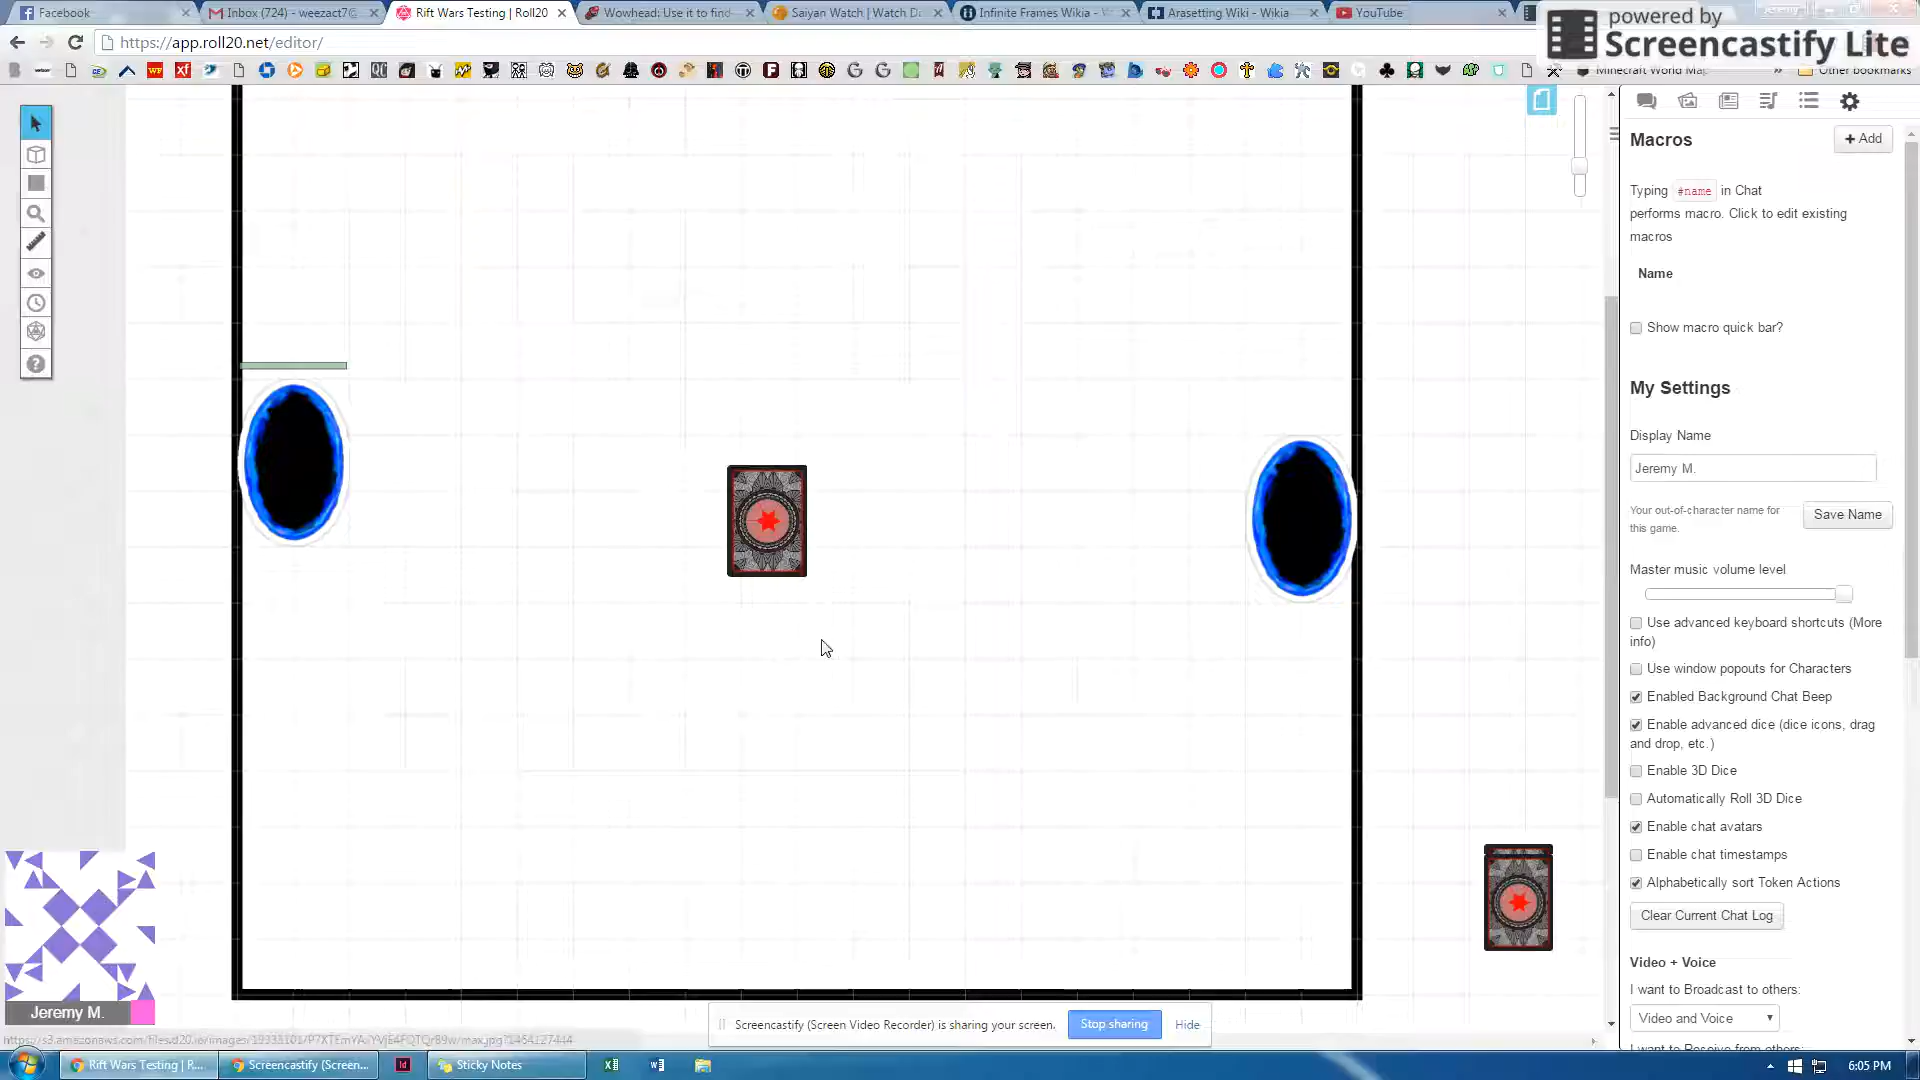 Facebook
Inbox (724) - weezact7@
Rift Wars Testing | Roll20
Wowhead: Use it to find
Saiyan Watch | Watch D
Infinite Frames Wikia - W
Arasetting Wiki - Wikia
YouTube
powered by
Screencastify Lite
https://app.roll20.net/editor/
Minecraft World Ma
Other bookmarks
Macros
+ Add
Typing #name in Chat
performs macro. Click to edit existing
macros
Name
Show macro quick bar?
My Settings
Display Name
Jeremy M.
Your out-of-character name for
this game.
Save Name
Master music volume level
Use advanced keyboard shortcuts (More
info)
Use window popouts for Characters
Enabled Background Chat Beep
Enable advanced dice (dice icons, drag
and drop, etc.)
Enable 3D Dice
Automatically Roll 3D Dice
Enable chat avatars
Enable chat timestamps
Alphabetically sort Token Actions
Clear Current Chat Log
Video + Voice
I want to Broadcast to others:
Video and Voice
I want to Receive from others:
Jeremy M.
Screencastify (Screen Video Recorder) is sharing your screen.
Stop sharing
Hide
Rift Wars Testing | R...
Screencastify (Screen...
Sticky Notes
6:05 PM